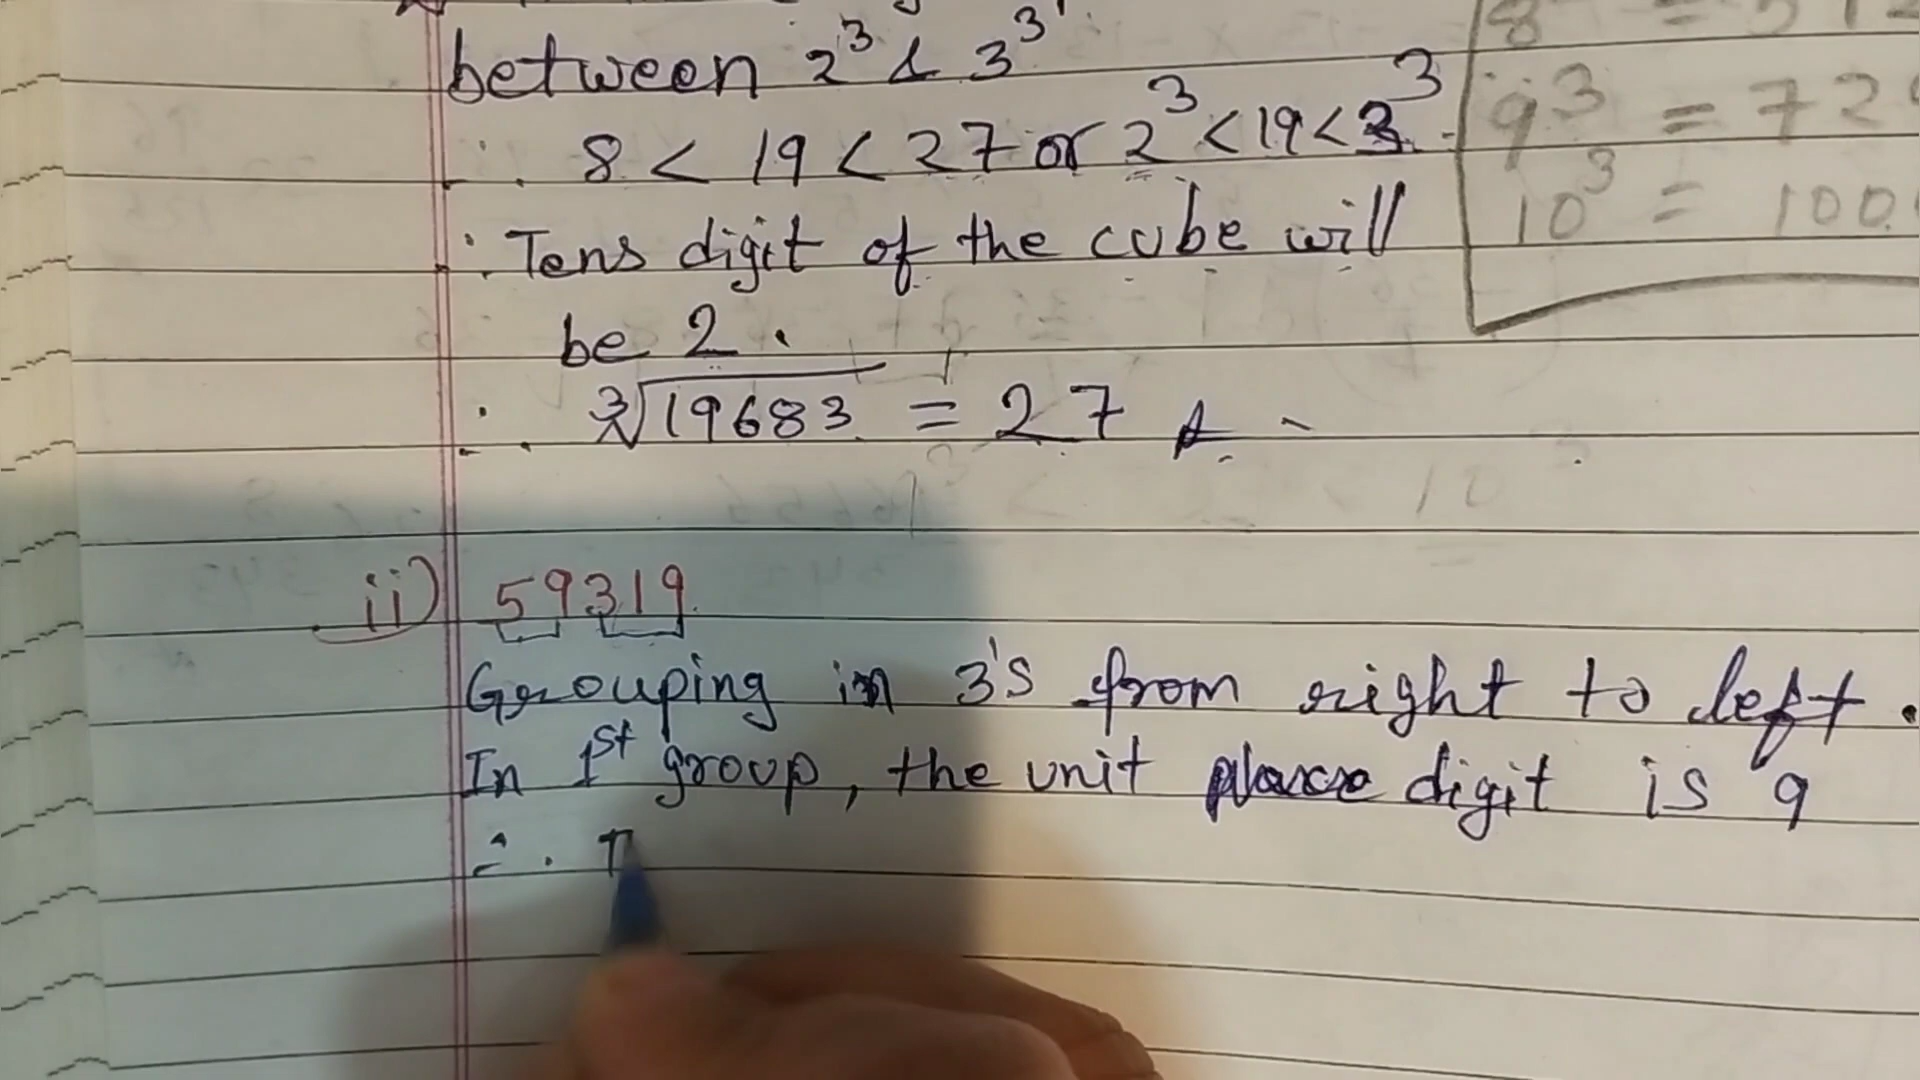 between 2³ & 3³
∴ 8 < 19 < 27 or 2³ < 19 < 3³
∴ Tens digit of the cube will
be 2.
∴ ∛19683 = 27
9³ = 729
10³ = 100
ii) 59319
Grouping in 3's from right to left.
In 1st group, the unit place digit is 9
∴ T